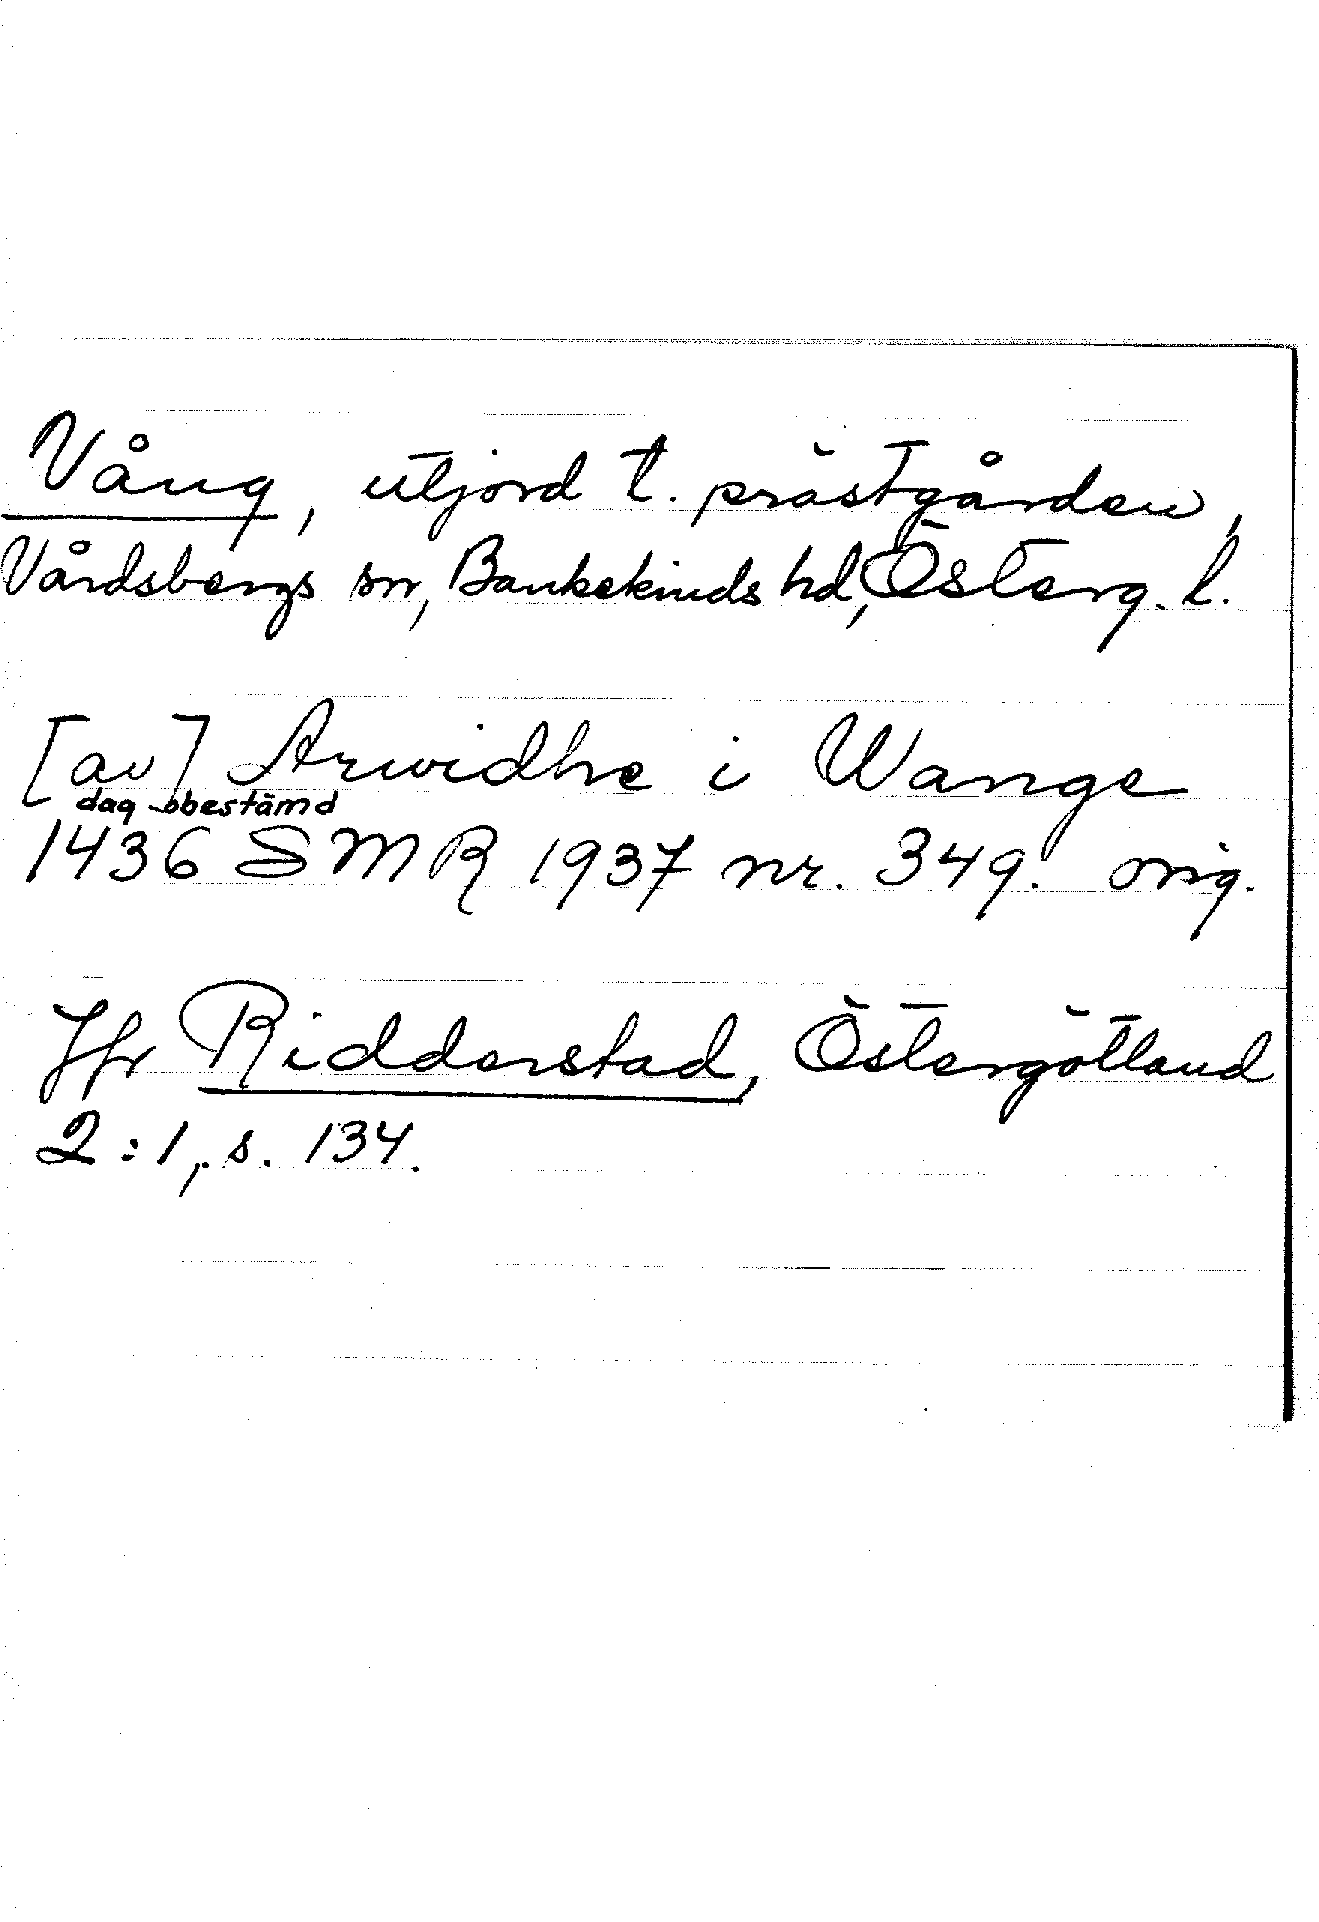 Vång, utjord t. prästgården,
Vårdsbergs sn, Bankekinds hd, Österg. l.
[av] Arwidhe i Wange
dag obestämd
1436 SMR 1937 nr. 349. orig.
Jfr Ridderstad, Östergötland
2:1, s. 134.